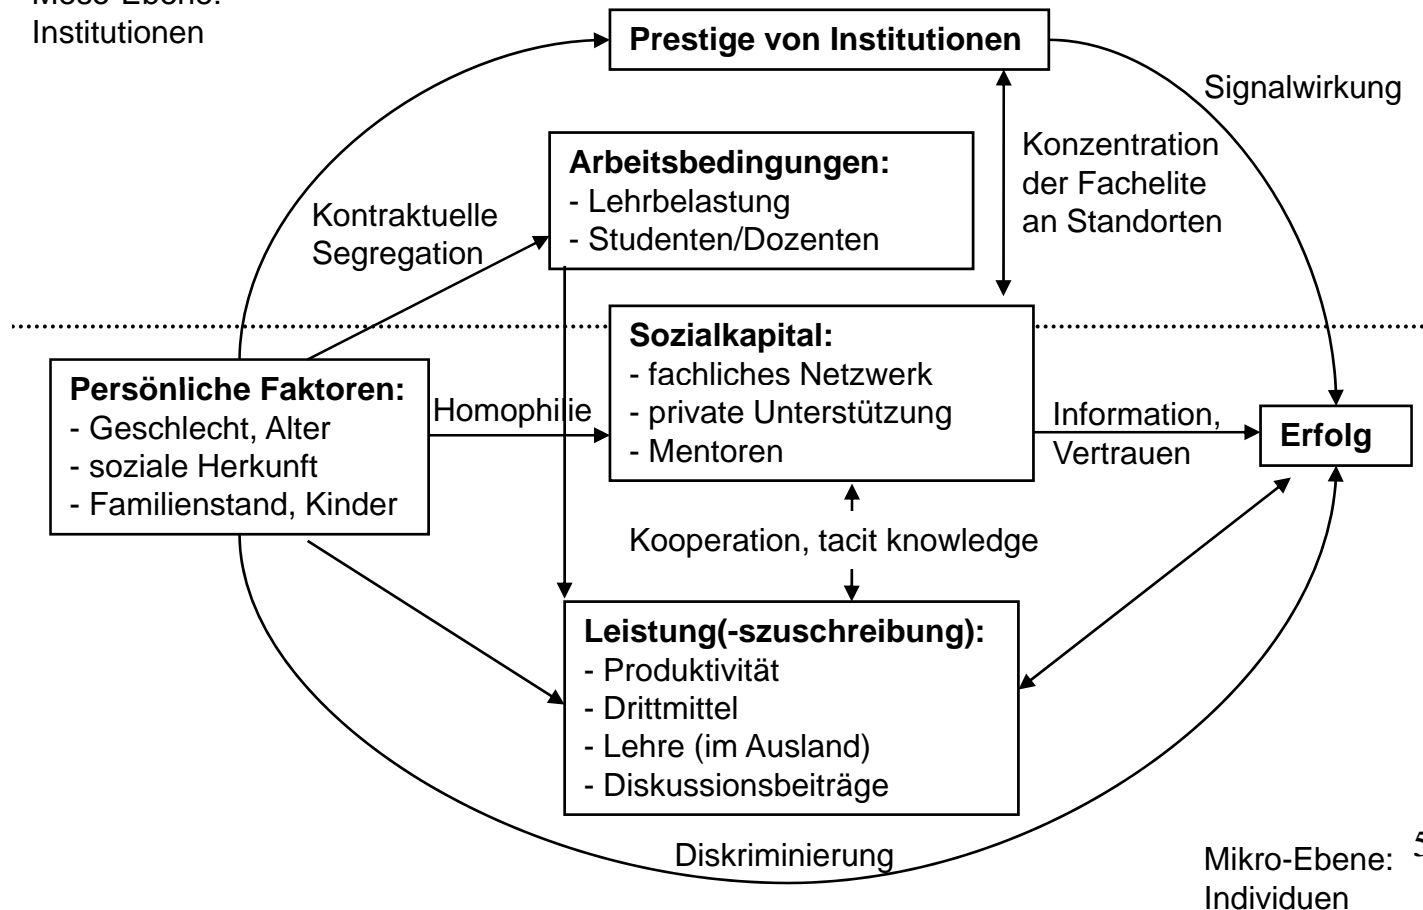 Meso-Ebene:
Institutionen
Prestige von Institutionen
Signalwirkung
Arbeitsbedingungen:
- Lehrbelastung
- Studenten/Dozenten
Konzentration
der Fachelite
an Standorten
Kontraktuelle
Segregation
Sozialkapital:
- fachliches Netzwerk
- private Unterstützung
- Mentoren
Persönliche Faktoren:
- Geschlecht, Alter
- soziale Herkunft
- Familienstand, Kinder
Homophilie
Information,
Vertrauen
Erfolg
Kooperation, tacit knowledge
Leistung(-szuschreibung):
- Produktivität
- Drittmittel
- Lehre (im Ausland)
- Diskussionsbeiträge
Diskriminierung
Mikro-Ebene:
Individuen